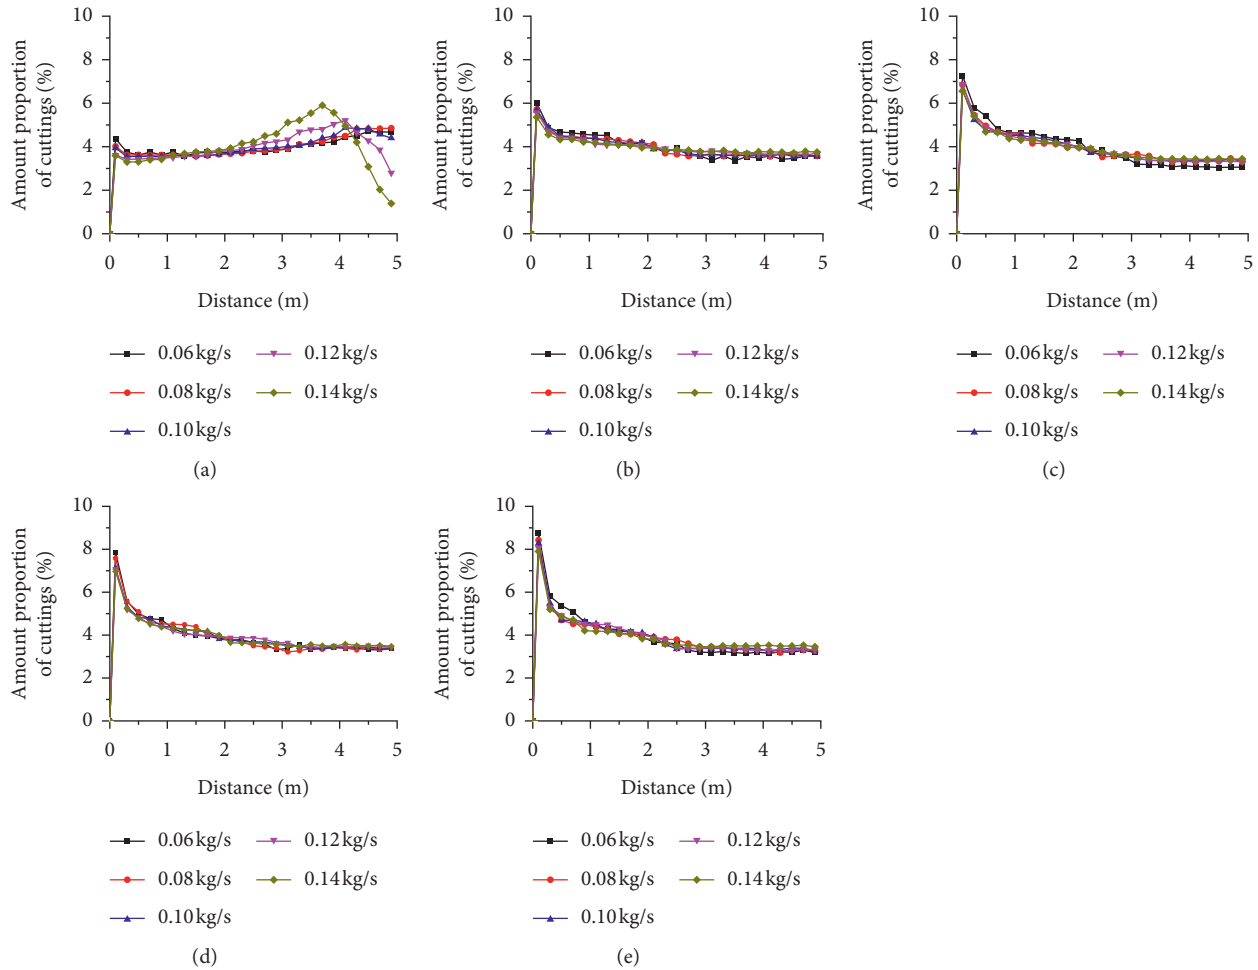 Amount proportion
of cuttings (%)
10
8
6
4
2
0
0 1 2 3 4 5
Distance (m)
0.06 kg/s
0.12 kg/s
0.08 kg/s
0.14 kg/s
0.10 kg/s
(a)
Amount proportion
of cuttings (%)
10
8
6
4
2
0
0 1 2 3 4 5
Distance (m)
0.06 kg/s
0.12 kg/s
0.08 kg/s
0.14 kg/s
0.10 kg/s
(b)
Amount proportion
of cuttings (%)
10
8
6
4
2
0
0 1 2 3 4 5
Distance (m)
0.06 kg/s
0.12 kg/s
0.08 kg/s
0.14 kg/s
0.10 kg/s
(c)
Amount proportion
of cuttings (%)
10
8
6
4
2
0
0 1 2 3 4 5
Distance (m)
0.06 kg/s
0.12 kg/s
0.08 kg/s
0.14 kg/s
0.10 kg/s
(d)
Amount proportion
of cuttings (%)
10
8
6
4
2
0
0 1 2 3 4 5
Distance (m)
0.06 kg/s
0.12 kg/s
0.08 kg/s
0.14 kg/s
0.10 kg/s
(e)